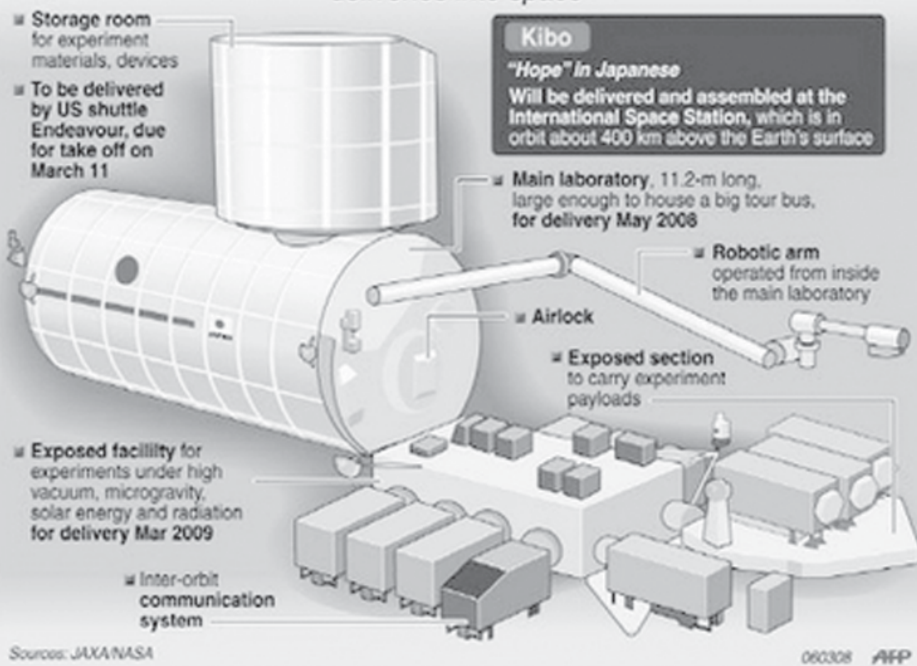 Storage room
for experiment
materials, devices
To be delivered
by US shuttle
Endeavour, due
for take off on
March 11
Kibo
"Hope" in Japanese
Will be delivered and assembled at the
International Space Station, which is in
orbit about 400 km above the Earth's surface
Main laboratory, 11.2-m long,
large enough to house a big tour bus,
for delivery May 2008
Robotic arm
operated from inside
the main laboratory
Airlock
Exposed section
to carry experiment
payloads
Exposed facility for
experiments under high
vacuum, microgravity,
solar energy and radiation
for delivery Mar 2009
Inter-orbit
communication
system
Sources: JAXA/NASA
060308 AFP